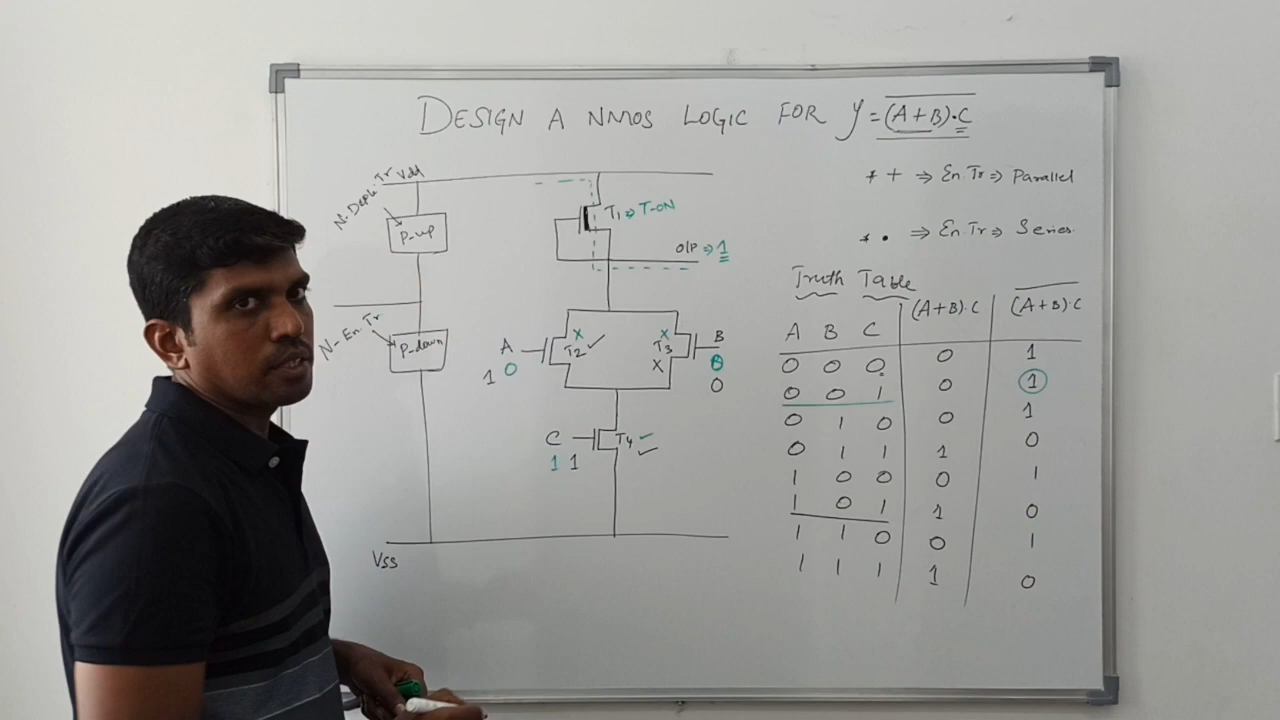 DESIGN A NMOS LOGIC FOR Y = (A+B)·C
* + ⇒ En Tr ⇒ Parallel
* • ⇒ En Tr ⇒ Series
N-Depl. Tr
Vdd
P-up
T1 ⇒ T-ON
O/P ⇒ 1
N-En. Tr
P-down
A
1 0
X
T2 ✓
X
T3
X
B
0
0
C
1 1
T4 ✓
✓
Vss
Truth Table
A B C (A+B)·C (A+B)·C
0 0 0 0 1
0 0 1 0 1
0 1 0 0 1
0 1 1 1 0
1 0 0 0 1
1 0 1 1 0
1 1 0 0 1
1 1 1 1 0